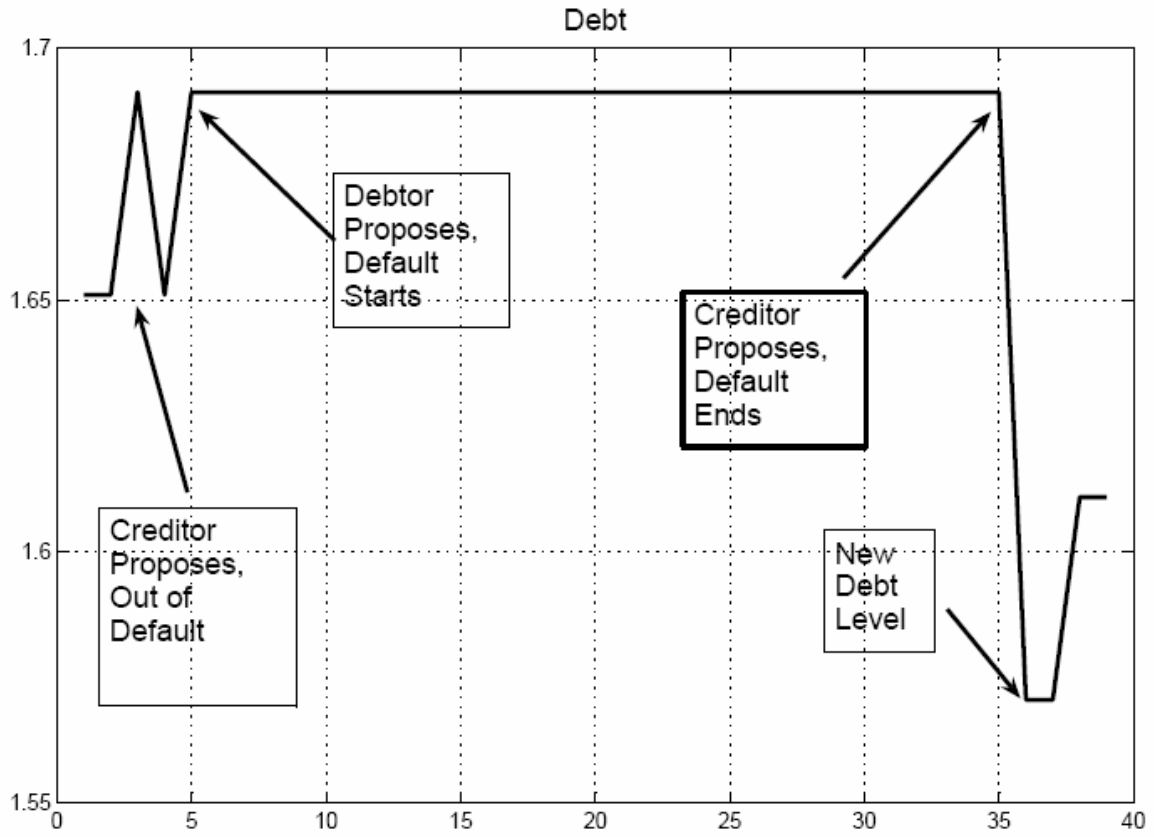 Debt
1.7
Debtor
Proposes,
Default
Starts
1.65
Creditor
Proposes,
Default
Ends
Creditor
Proposes,
Out of
Default
1.6
New
Debt
Level
1.55
0 5 10 15 20 25 30 35 40